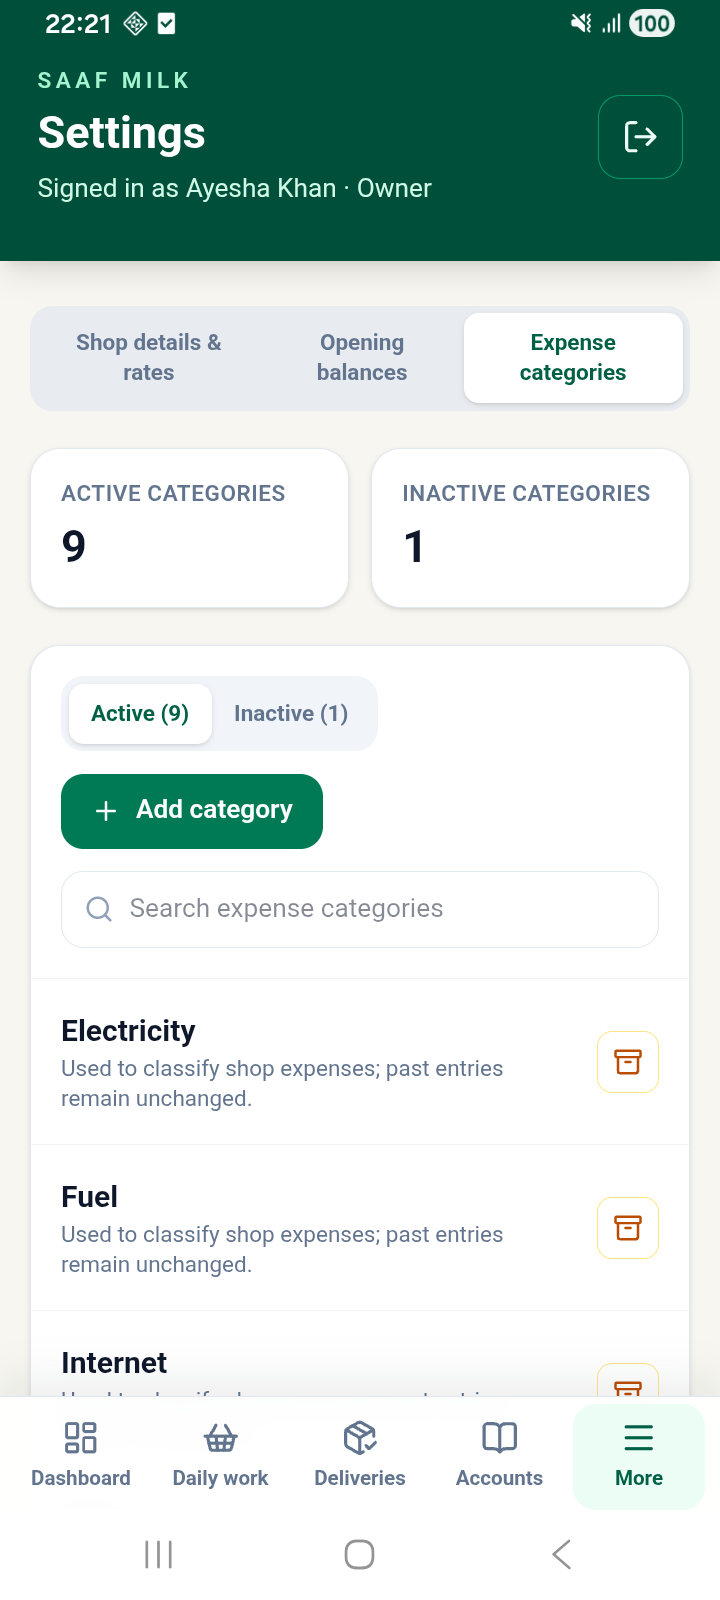 22:21
100
SAAF MILK
Settings
Signed in as Ayesha Khan · Owner
Shop details &
rates
Opening
balances
Expense
categories
ACTIVE CATEGORIES
9
INACTIVE CATEGORIES
1
Active (9)
Inactive (1)
Add category
Search expense categories
Electricity
Used to classify shop expenses; past entries
remain unchanged.
Fuel
Used to classify shop expenses; past entries
remain unchanged.
Internet
Dashboard
Daily work
Deliveries
Accounts
More